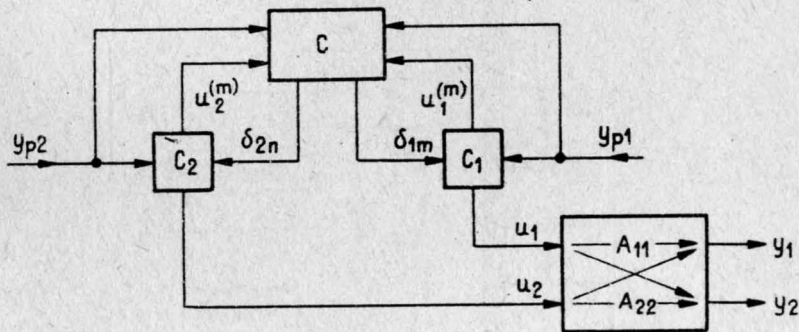 C
u₂⁽ᵐ⁾
u₁⁽ᵐ⁾
yₚ₂
C₂
δ₂ₙ
δ₁ₘ
C₁
yₚ₁
u₁
A₁₁
y₁
u₂
A₂₂
y₂